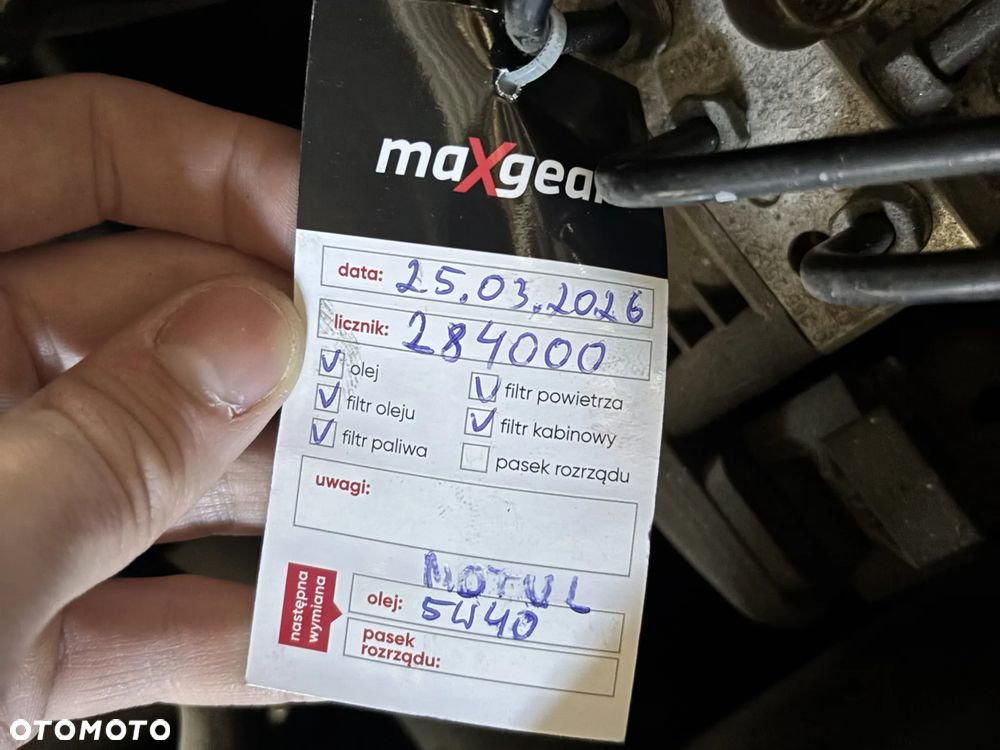 maXgear
data: 25.03.2026
licznik: 284000
olej
filtr oleju
filtr paliwa
filtr powietrza
filtr kabinowy
pasek rozrządu
uwagi:
następna
wymiana
MOTUL
olej: 5W40
pasek
rozrządu:
OTOMOTO